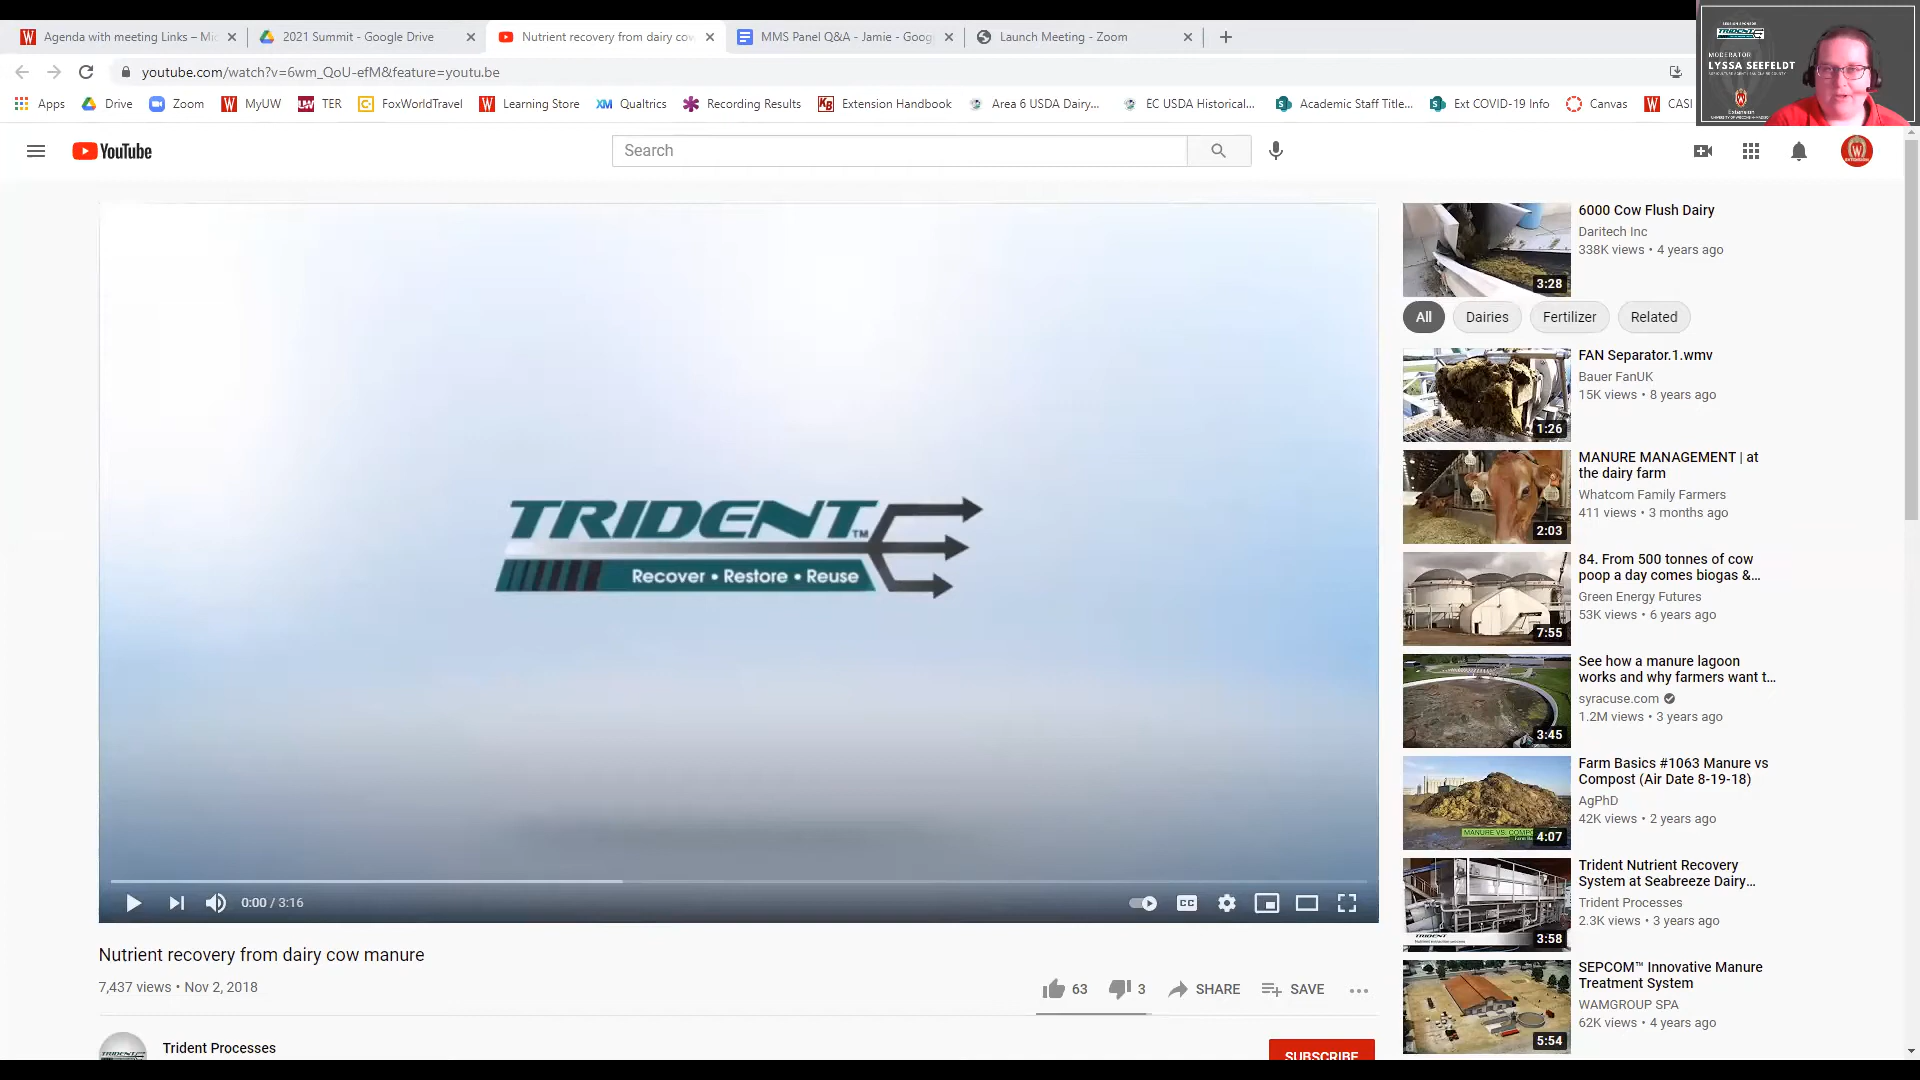 Agenda with meeting Links – Mic
2021 Summit - Google Drive
Nutrient recovery from dairy cow
MMS Panel Q&A - Jamie - Goog
Launch Meeting - Zoom
youtube.com/watch?v=6wm_QoU-efM&feature=youtu.be
Apps
Drive
Zoom
MyUW
TER
FoxWorldTravel
Learning Store
XM Qualtrics
Recording Results
Extension Handbook
Area 6 USDA Dairy...
EC USDA Historical...
Academic Staff Title...
Ext COVID-19 Info
Canvas
CASI
TRIDENT
MODERATOR
LYSSA SEEFELDT
Extension
YouTube
Search
TRIDENT™
Recover • Restore • Reuse
0:00 / 3:16
CC
Nutrient recovery from dairy cow manure
7,437 views • Nov 2, 2018
63
3
SHARE
SAVE
Trident Processes
SUBSCRIBE
6000 Cow Flush Dairy
Daritech Inc
338K views • 4 years ago
3:28
All
Dairies
Fertilizer
Related
FAN Separator.1.wmv
Bauer FanUK
15K views • 8 years ago
1:26
MANURE MANAGEMENT | at
the dairy farm
Whatcom Family Farmers
411 views • 3 months ago
2:03
84. From 500 tonnes of cow
poop a day comes biogas &...
Green Energy Futures
53K views • 6 years ago
7:55
See how a manure lagoon
works and why farmers want t...
syracuse.com
1.2M views • 3 years ago
3:45
Farm Basics #1063 Manure vs
Compost (Air Date 8-19-18)
AgPhD
42K views • 2 years ago
4:07
Trident Nutrient Recovery
System at Seabreeze Dairy...
Trident Processes
2.3K views • 3 years ago
3:58
SEPCOM™ Innovative Manure
Treatment System
WAMGROUP SPA
62K views • 4 years ago
5:54